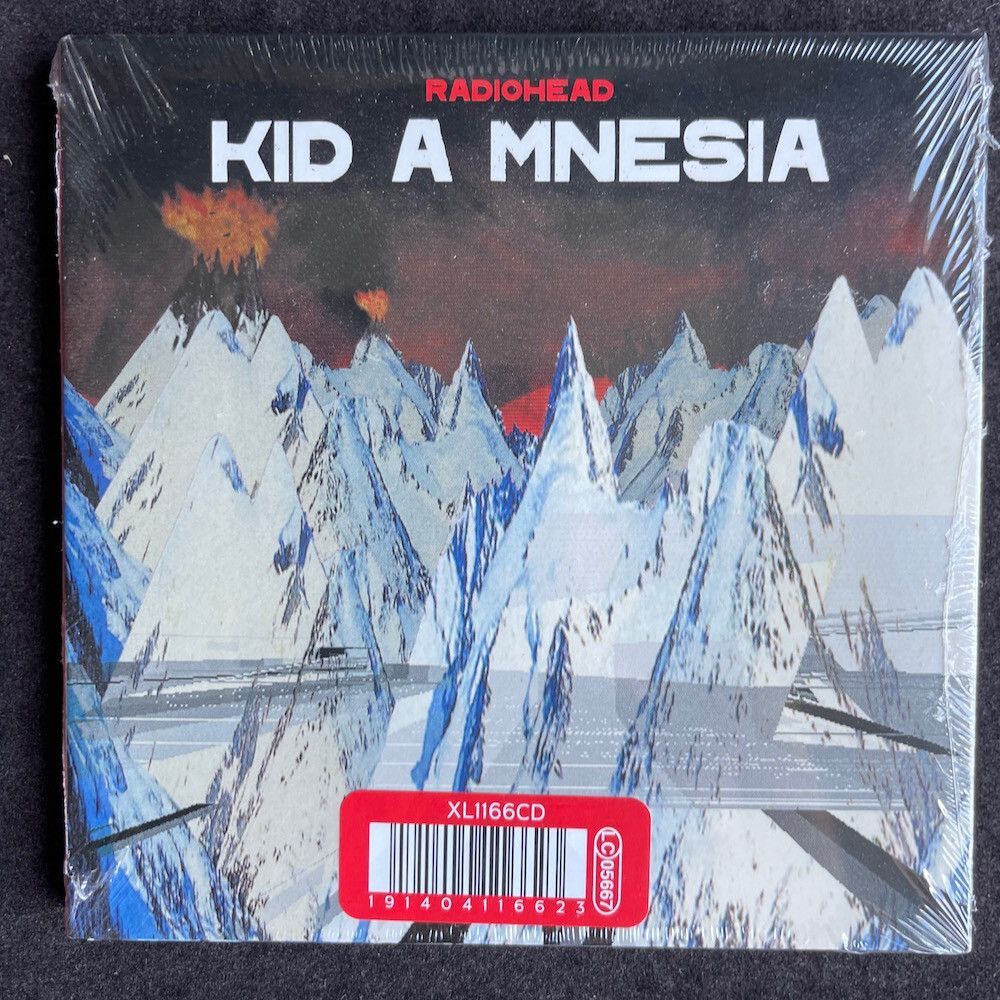 RADIOHEAD
KID A MNESIA
XL1166CD
LC 05667
191404116623